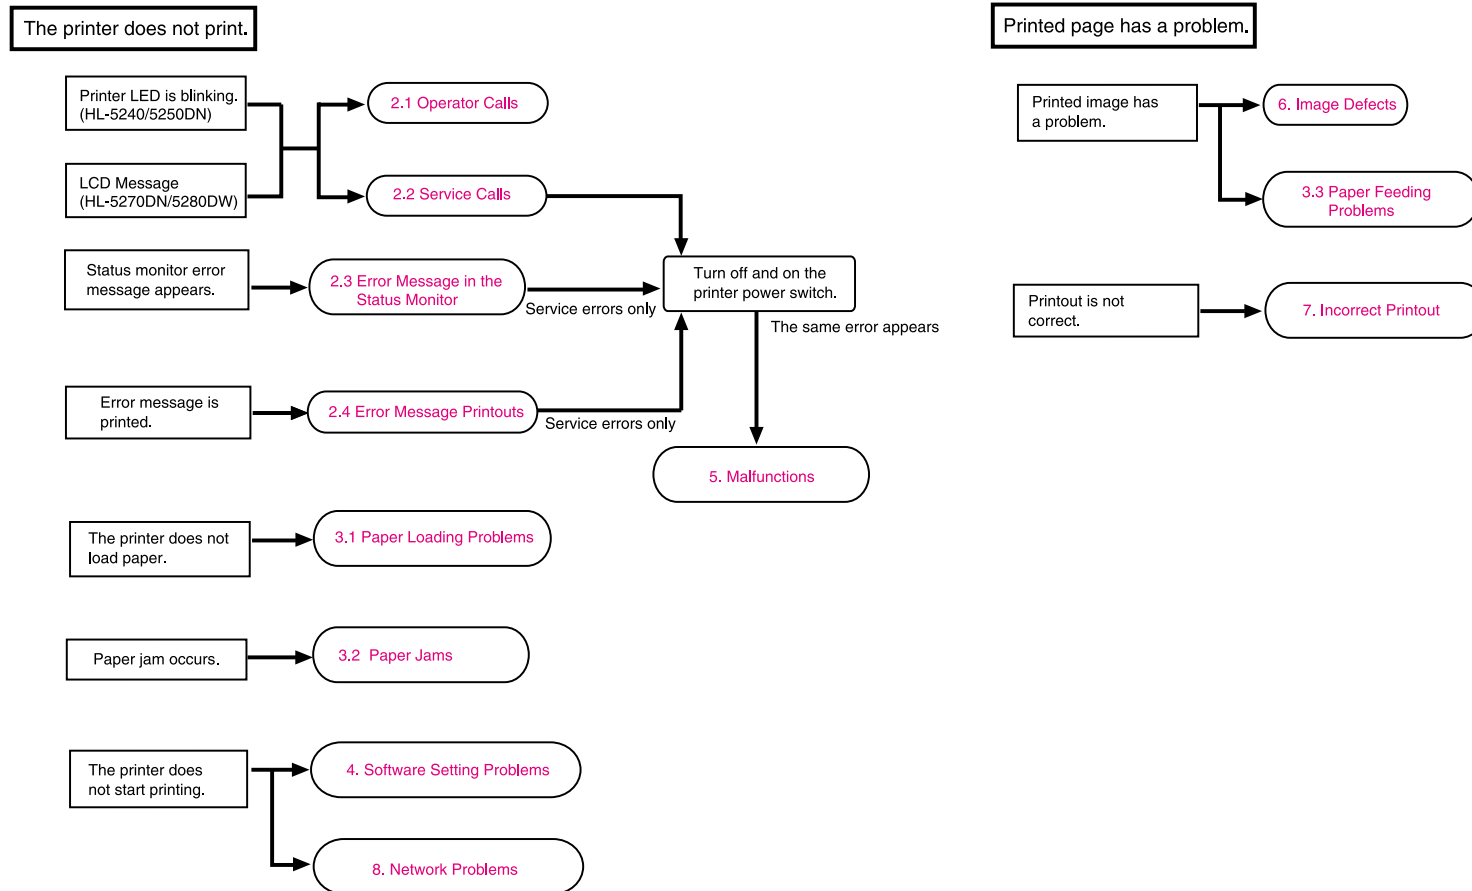 The printer does not print.
Printer LED is blinking.
(HL-5240/5250DN)
2.1 Operator Calls
LCD Message
(HL-5270DN/5280DW)
2.2 Service Calls
Status monitor error
message appears.
2.3 Error Message in the
Status Monitor
Service errors only
Turn off and on the
printer power switch.
The same error appears
Error message is
printed.
2.4 Error Message Printouts
Service errors only
5. Malfunctions
The printer does not
load paper.
3.1 Paper Loading Problems
Paper jam occurs.
3.2 Paper Jams
The printer does
not start printing.
4. Software Setting Problems
8. Network Problems
Printed page has a problem.
Printed image has
a problem.
6. Image Defects
3.3 Paper Feeding
Problems
Printout is not
correct.
7. Incorrect Printout